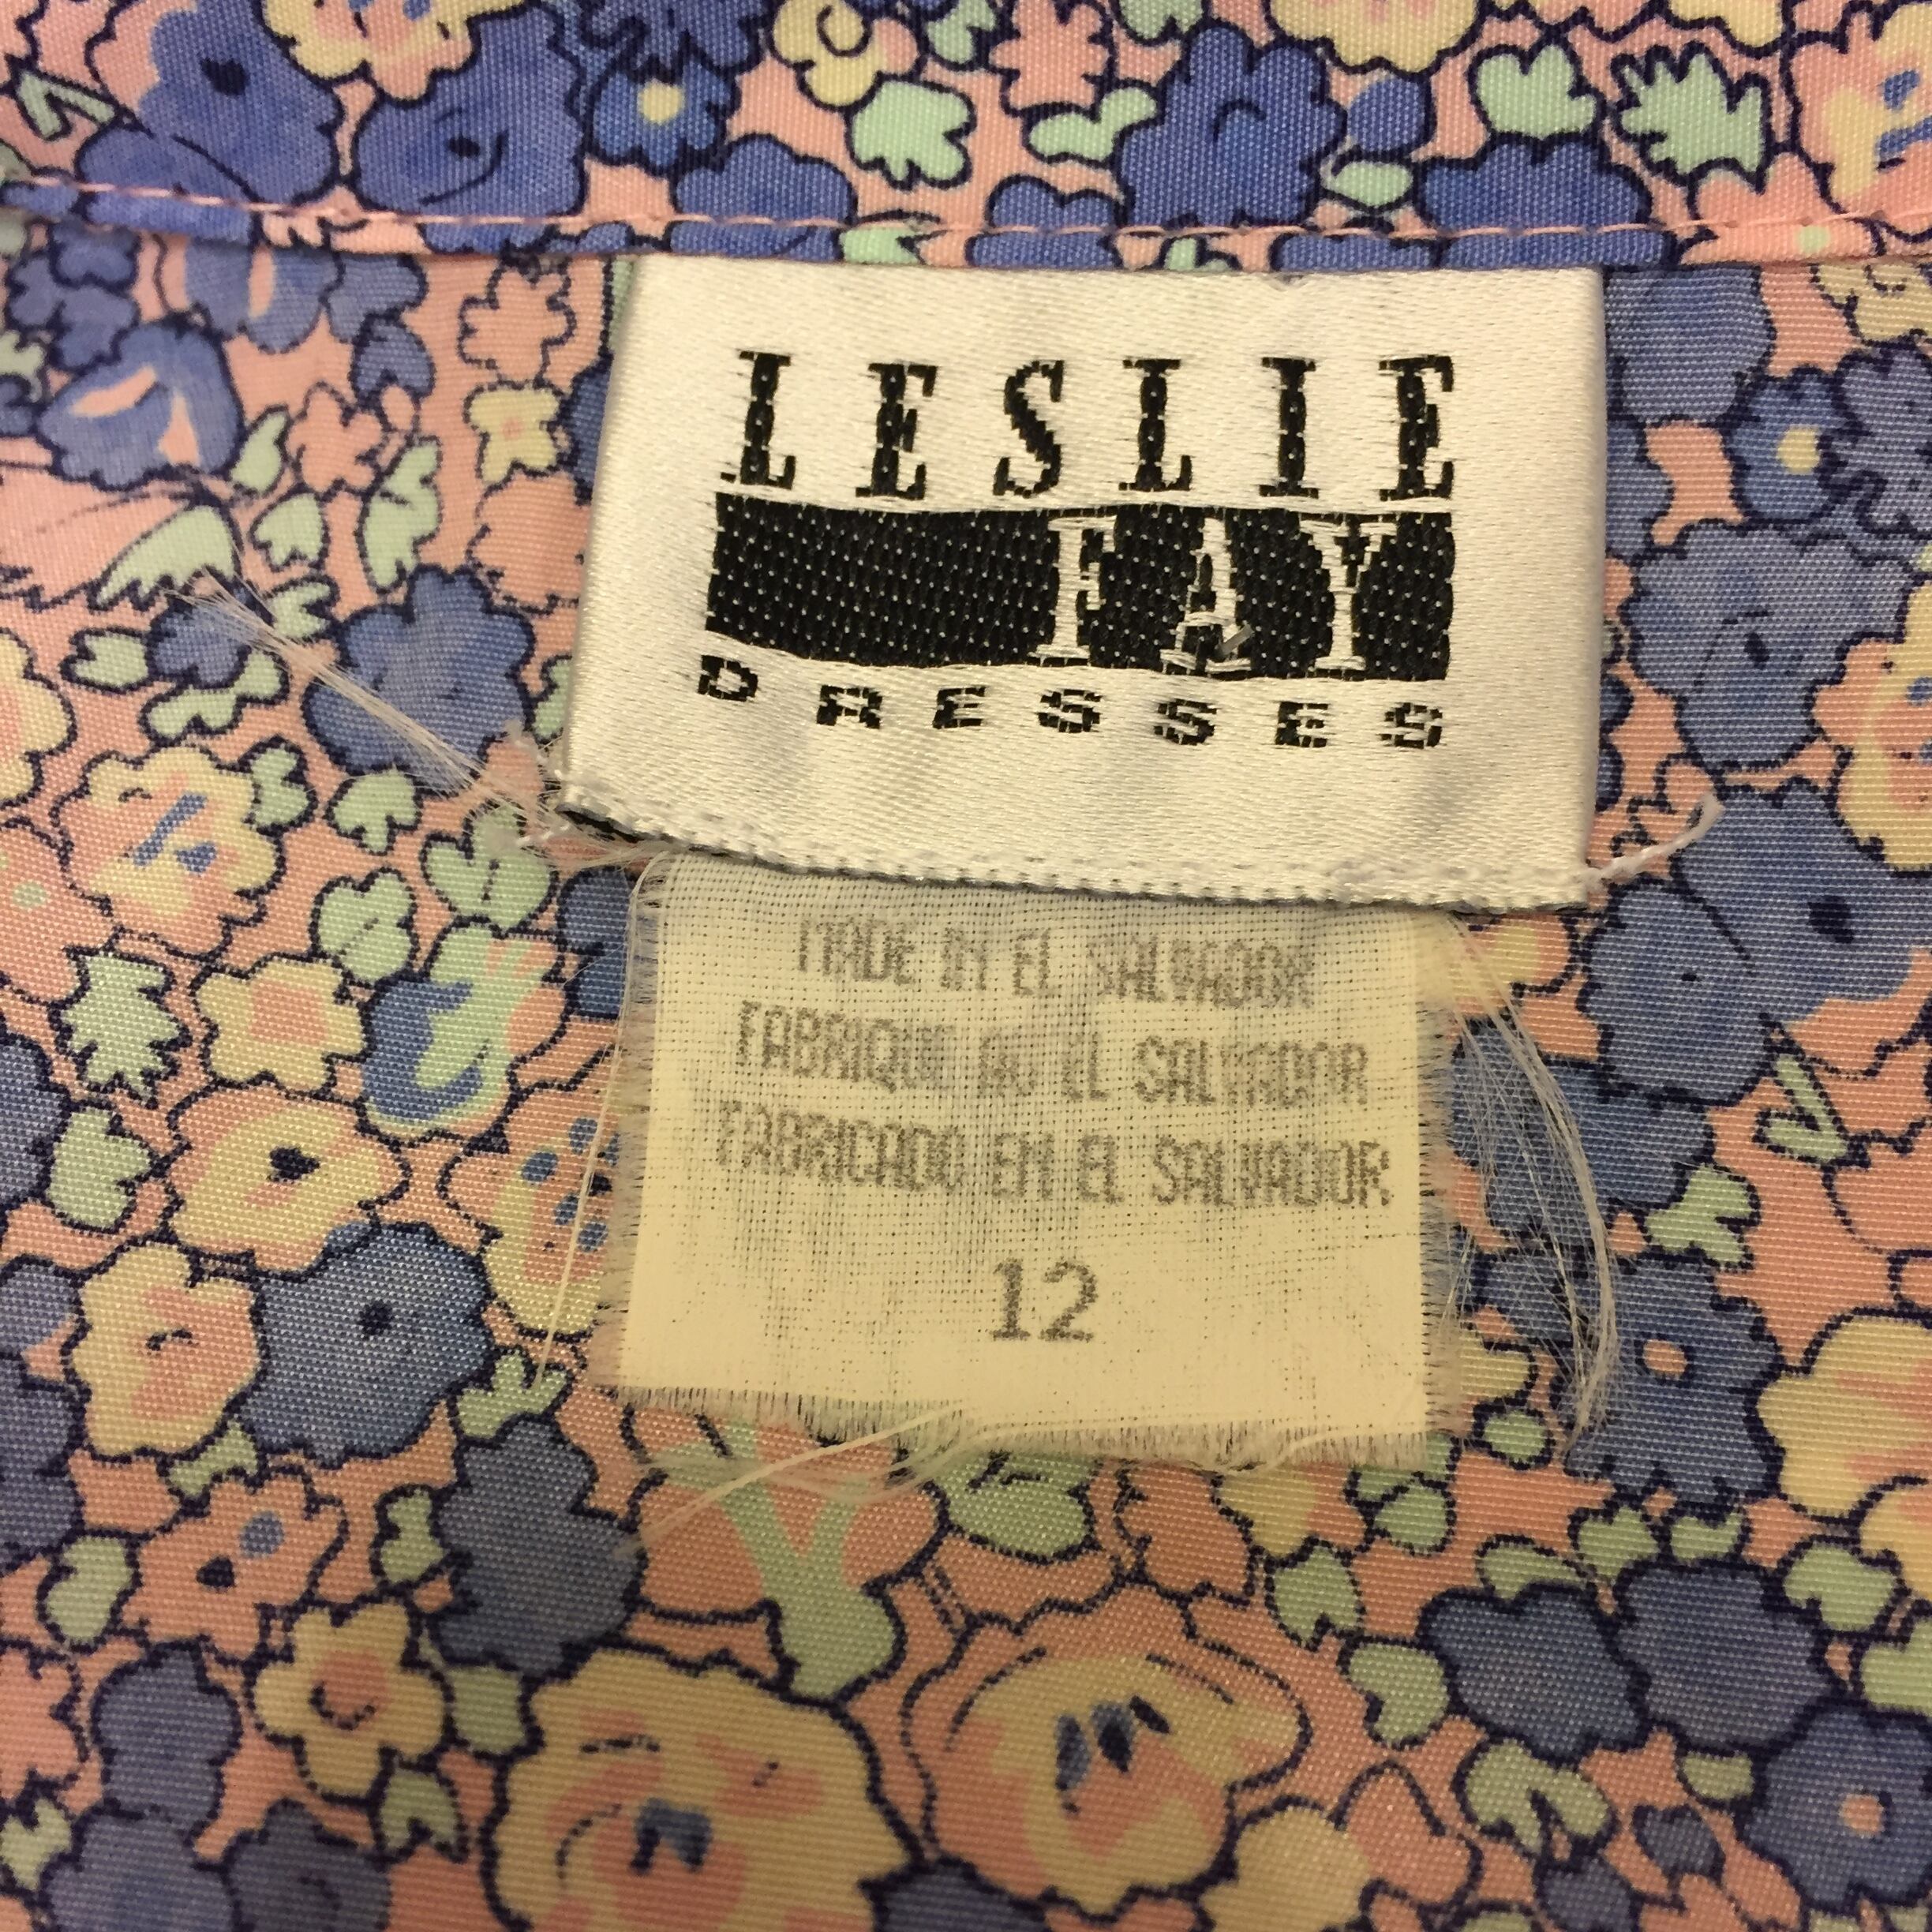 LESLIE
FAY
DRESSES
MADE IN EL SALVADOR
FABRIQUE AU EL SALVADOR
FABRICADO EN EL SALVADOR
12